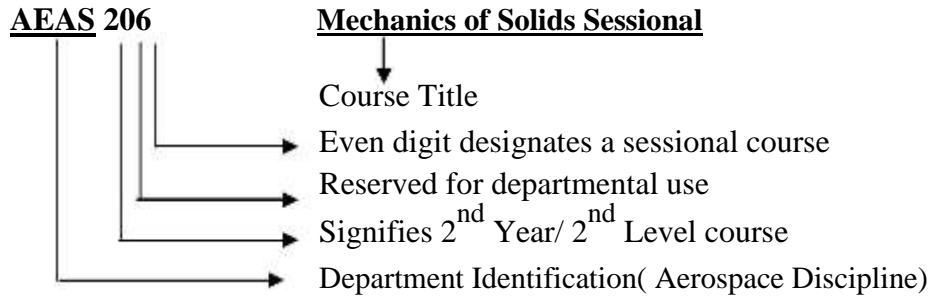 AEAS 206 Mechanics of Solids Sessional
Course Title
Even digit designates a sessional course
Reserved for departmental use
Signifies 2nd Year/ 2nd Level course
Department Identification( Aerospace Discipline)